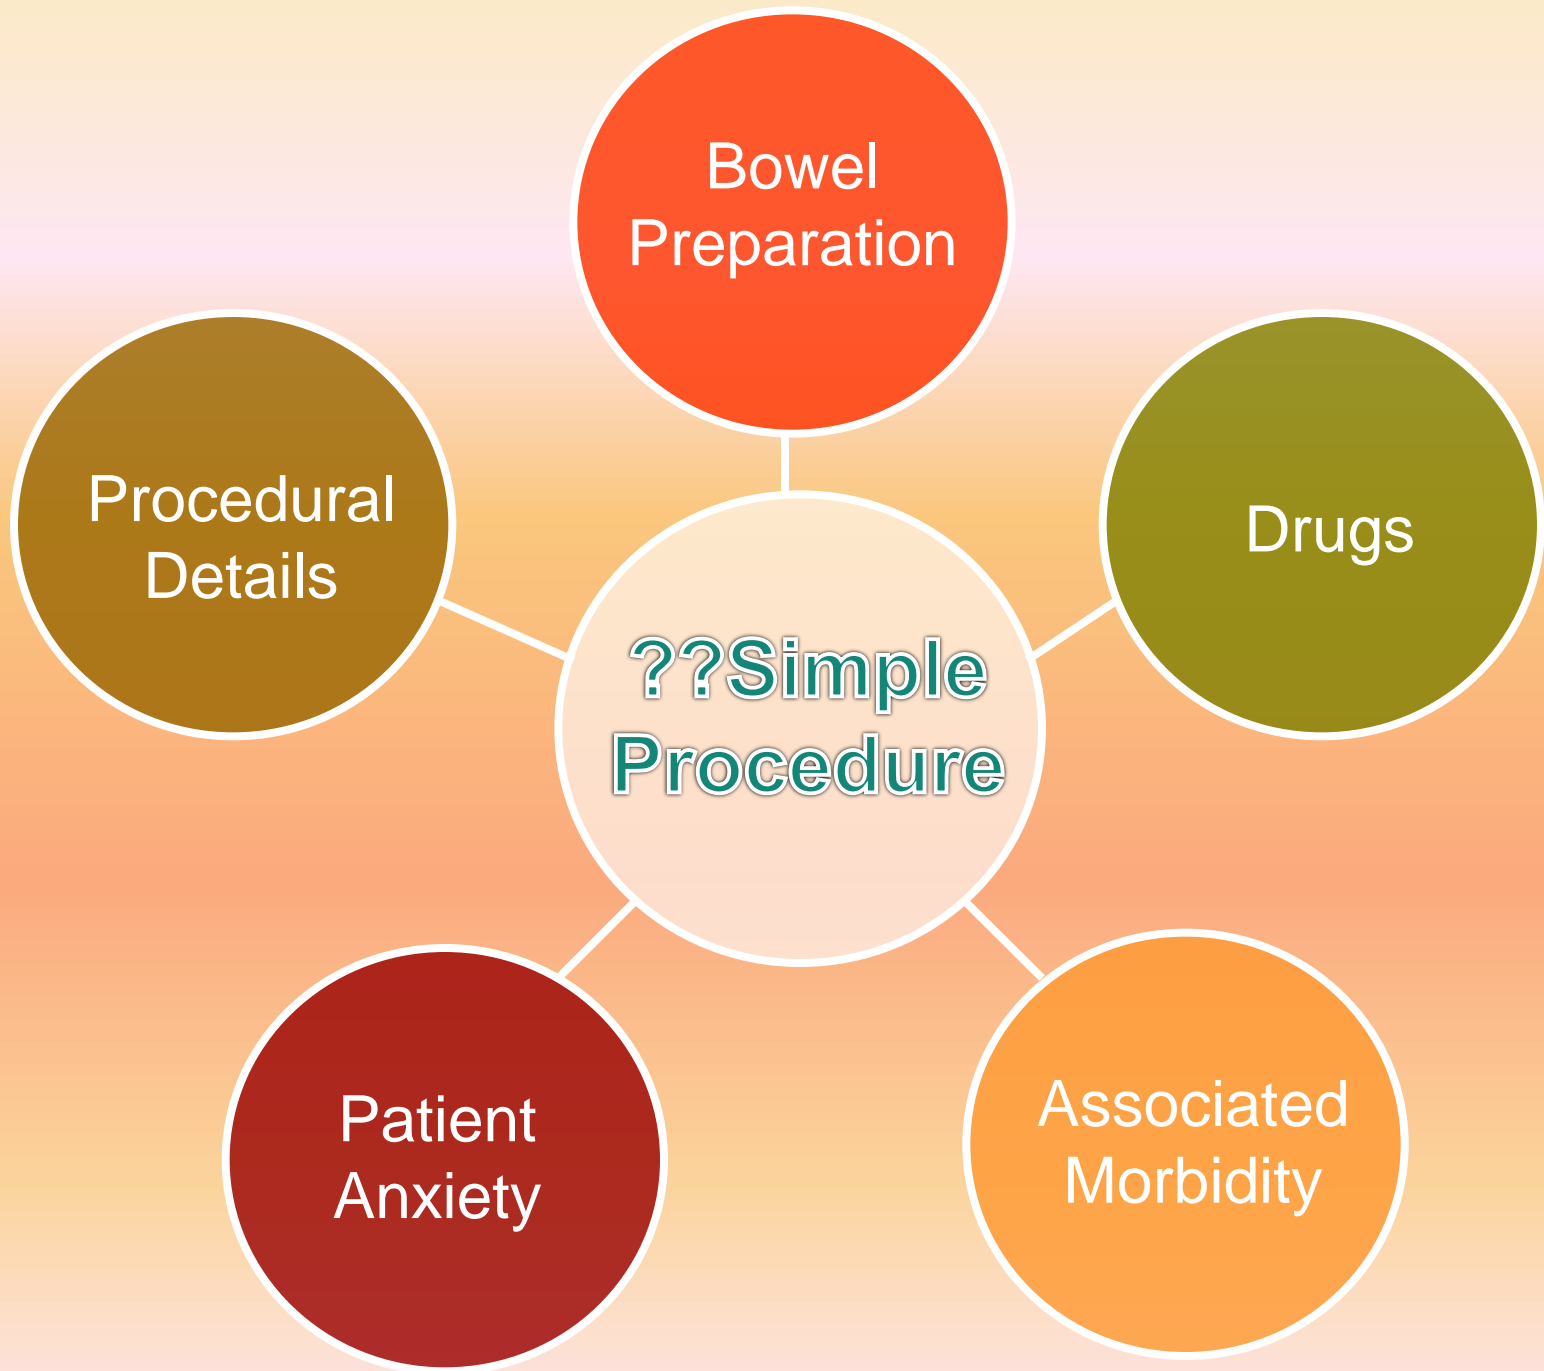 Bowel
Preparation
Procedural
Details
Drugs
??Simple
Procedure
Patient
Anxiety
Associated
Morbidity